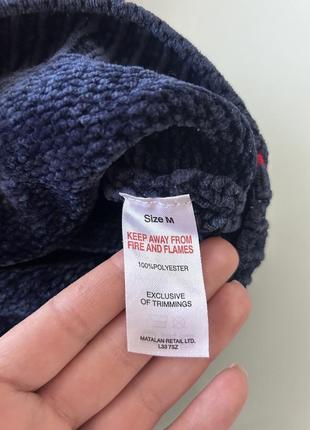 Size M
KEEP AWAY FROM
FIRE AND FLAMES
100%POLYESTER
EXCLUSIVE
OF TRIMMINGS
MATALAN RETAIL LTD.
L33 7SZ